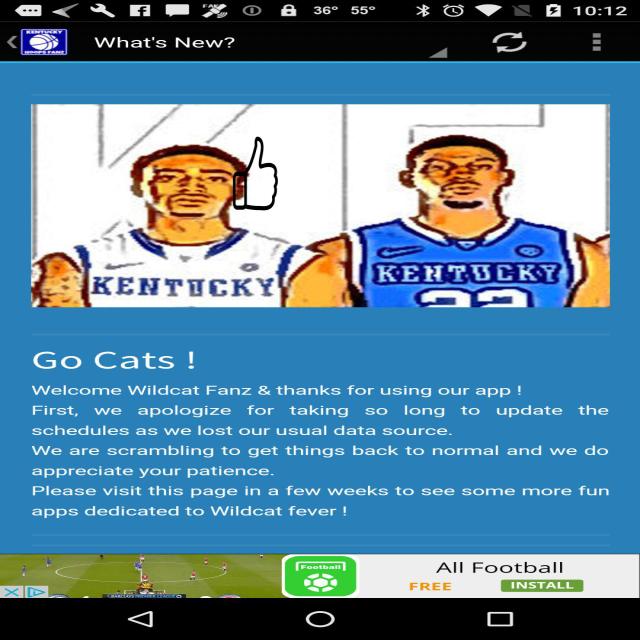 36° 55° 10:12
KENTUCKY
HOOPS FANZ
What's New?
KENTUCKY
KENTUCKY
Go Cats !
Welcome Wildcat Fanz & thanks for using our app !
First, we apologize for taking so long to update the
schedules as we lost our usual data source.
We are scrambling to get things back to normal and we do
appreciate your patience.
Please visit this page in a few weeks to see some more fun
apps dedicated to Wildcat fever !
Football
All Football
FREE INSTALL